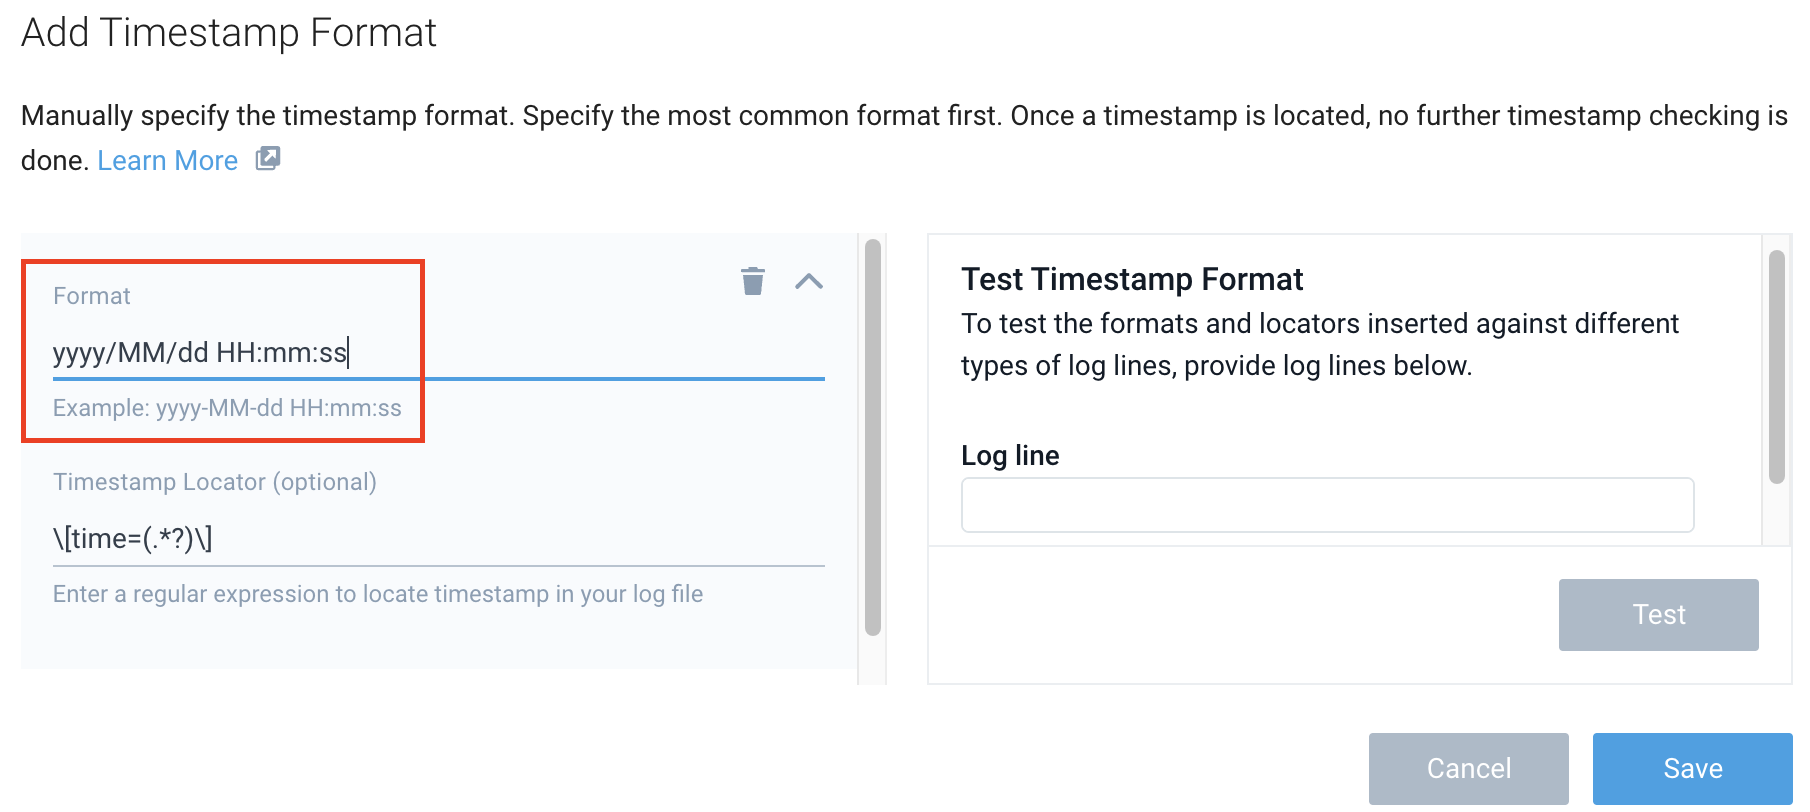 Add Timestamp Format
Manually specify the timestamp format. Specify the most common format first. Once a timestamp is located, no further timestamp checking is
done. Learn More
Format
yyyy/MM/dd HH:mm:ss
Example: yyyy-MM-dd HH:mm:ss
Timestamp Locator (optional)
\[time=(.*?)\]
Enter a regular expression to locate timestamp in your log file
Test Timestamp Format
To test the formats and locators inserted against different
types of log lines, provide log lines below.
Log line
Test
Cancel
Save